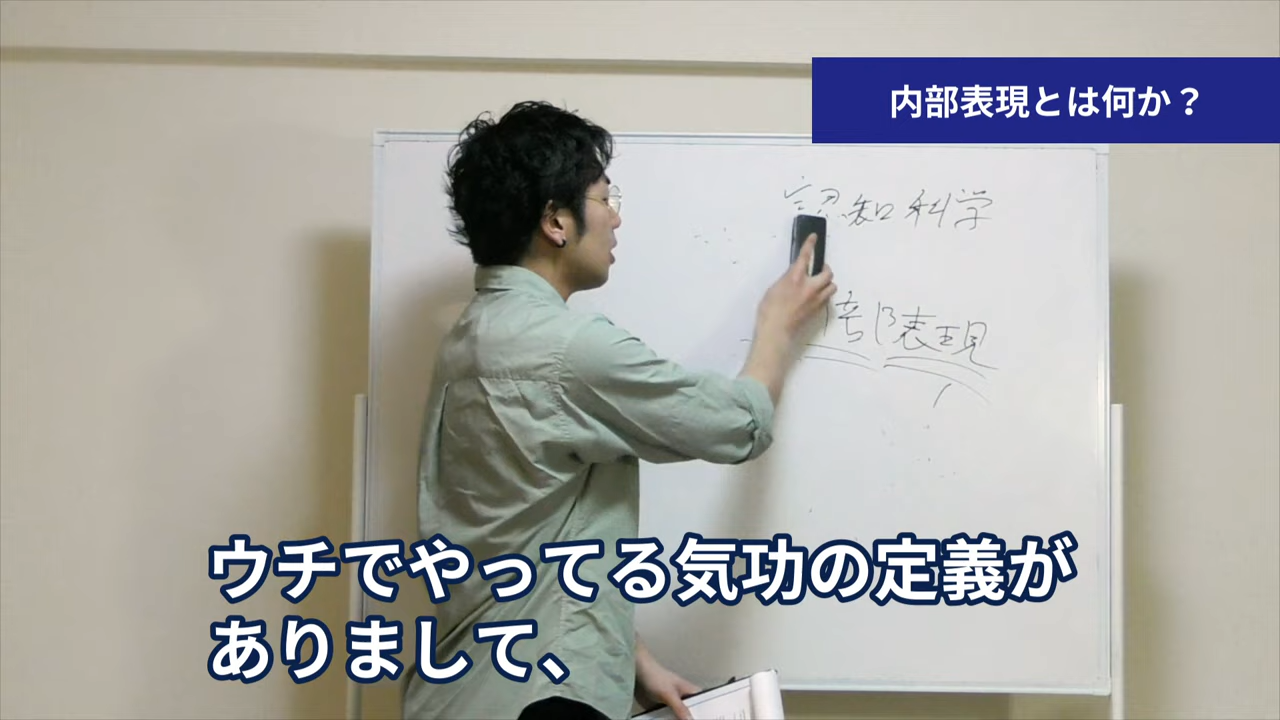 内部表現とは何か?
認知科学
部表現
ウチでやってる気功の定義が
ありまして、